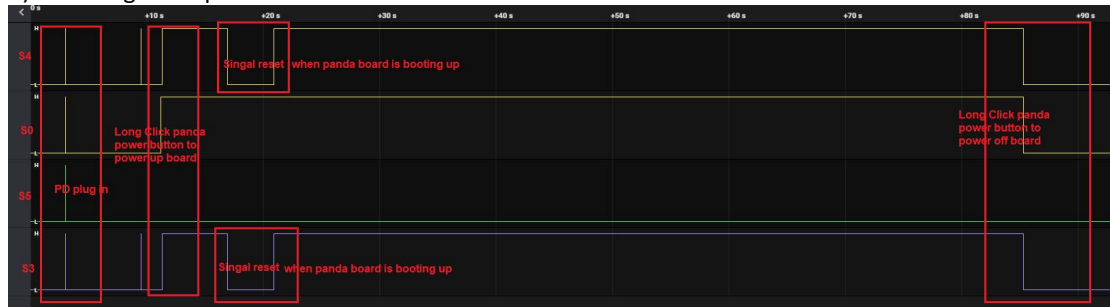 0 s
+10 s
+20 s
+30 s
+40 s
+50 s
+60 s
+70 s
+80 s
+90 s
H
S4
Singal reset when panda board is booting up
L
H
S0
Long Click panda
power button to
power up board
Long Click panda
power button to
power off board
L
H
S5
PD plug in
L
H
S3
Singal reset when panda board is booting up
L